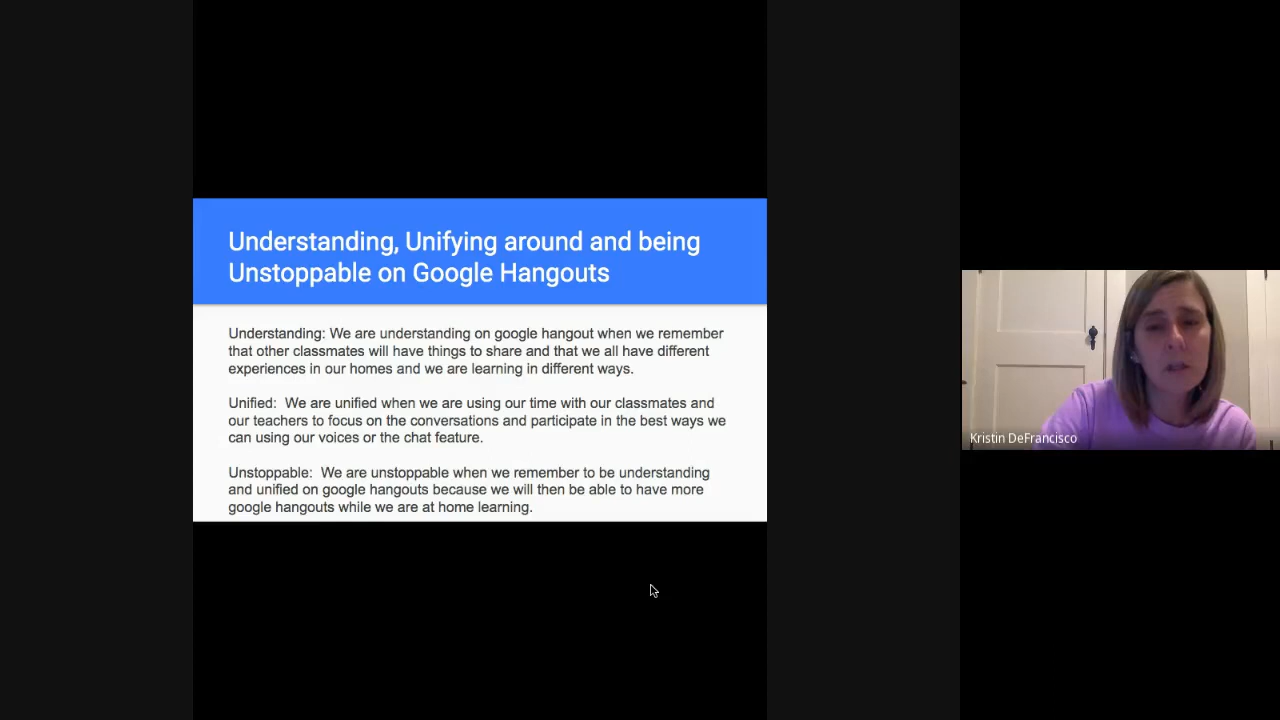 Understanding, Unifying around and being
Unstoppable on Google Hangouts
Understanding: We are understanding on google hangout when we remember
that other classmates will have things to share and that we all have different
experiences in our homes and we are learning in different ways.
Unified:  We are unified when we are using our time with our classmates and
our teachers to focus on the conversations and participate in the best ways we
can using our voices or the chat feature.
Unstoppable:  We are unstoppable when we remember to be understanding
and unified on google hangouts because we will then be able to have more
google hangouts while we are at home learning.
Kristin DeFrancisco